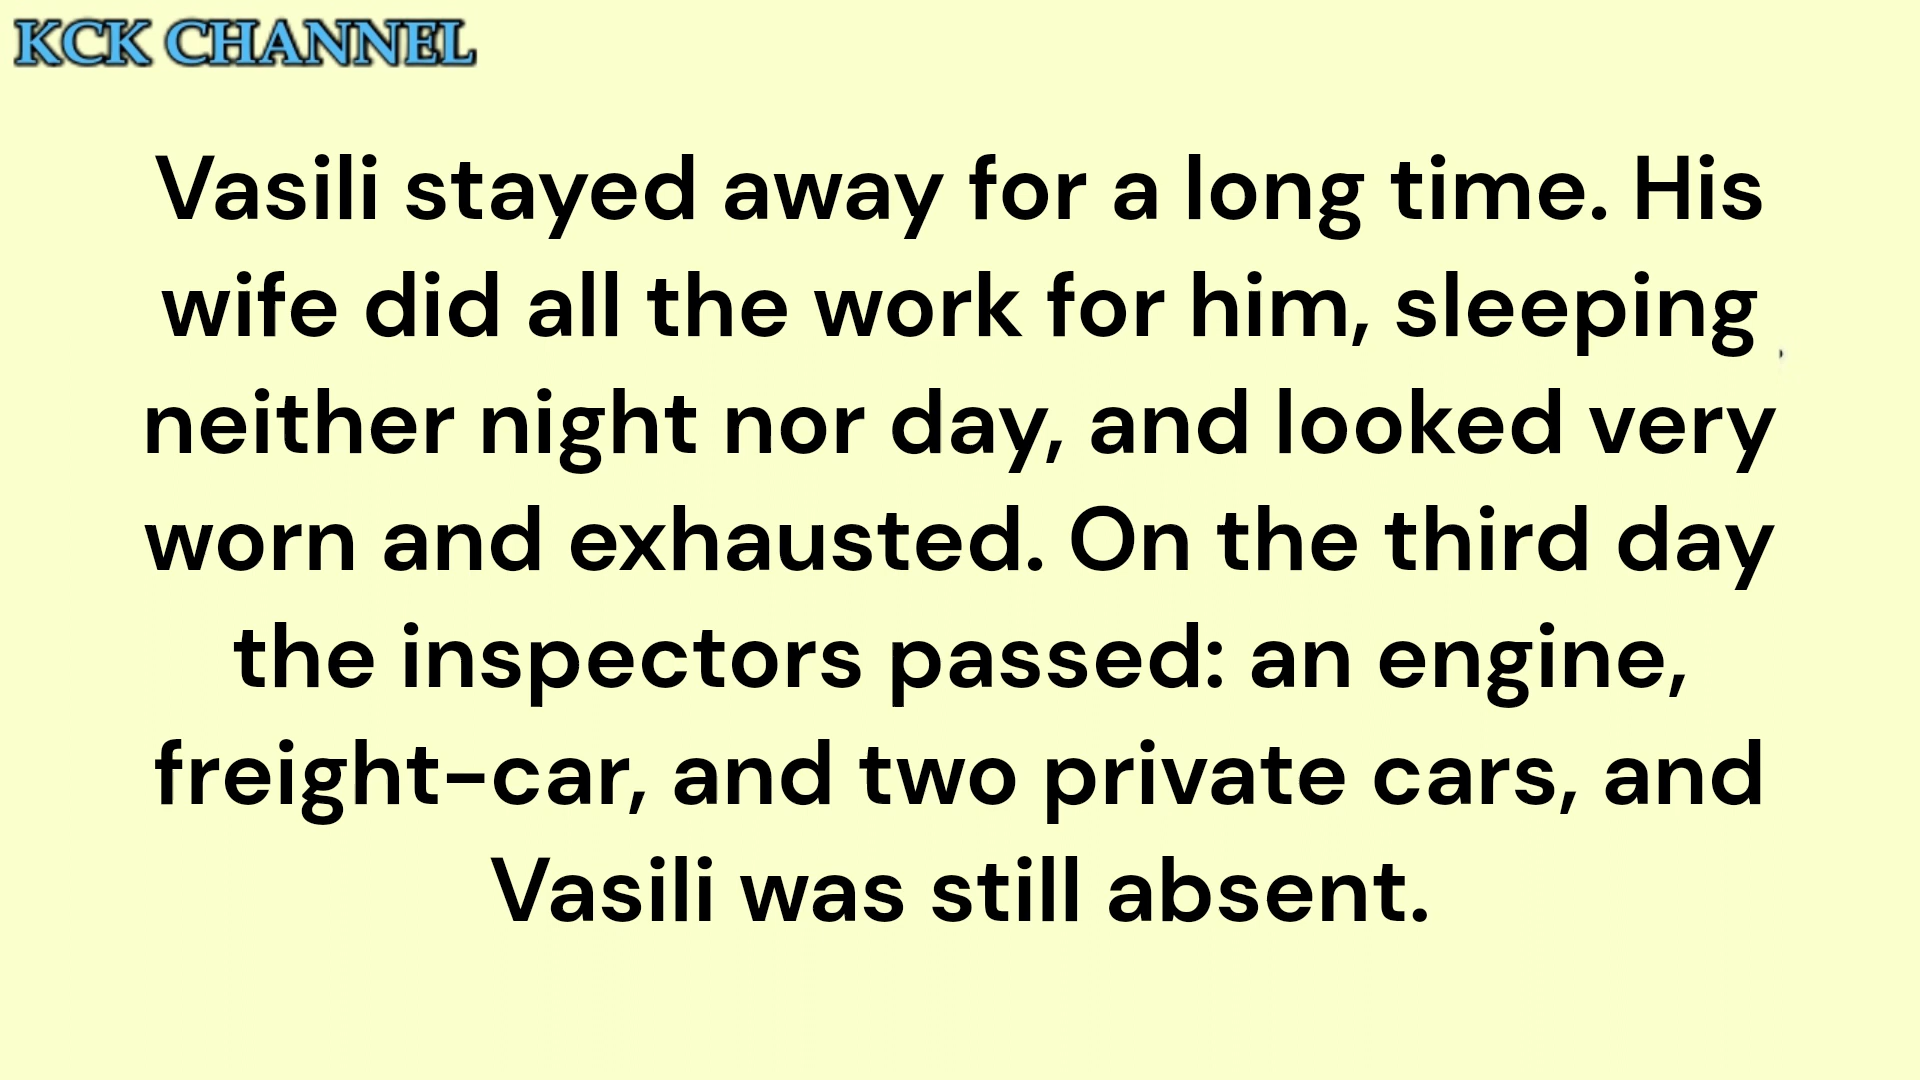 KCK CHANNEL
Vasili stayed away for a long time. His
wife did all the work for him, sleeping
neither night nor day, and looked very
worn and exhausted. On the third day
the inspectors passed: an engine,
freight-car, and two private cars, and
Vasili was still absent.